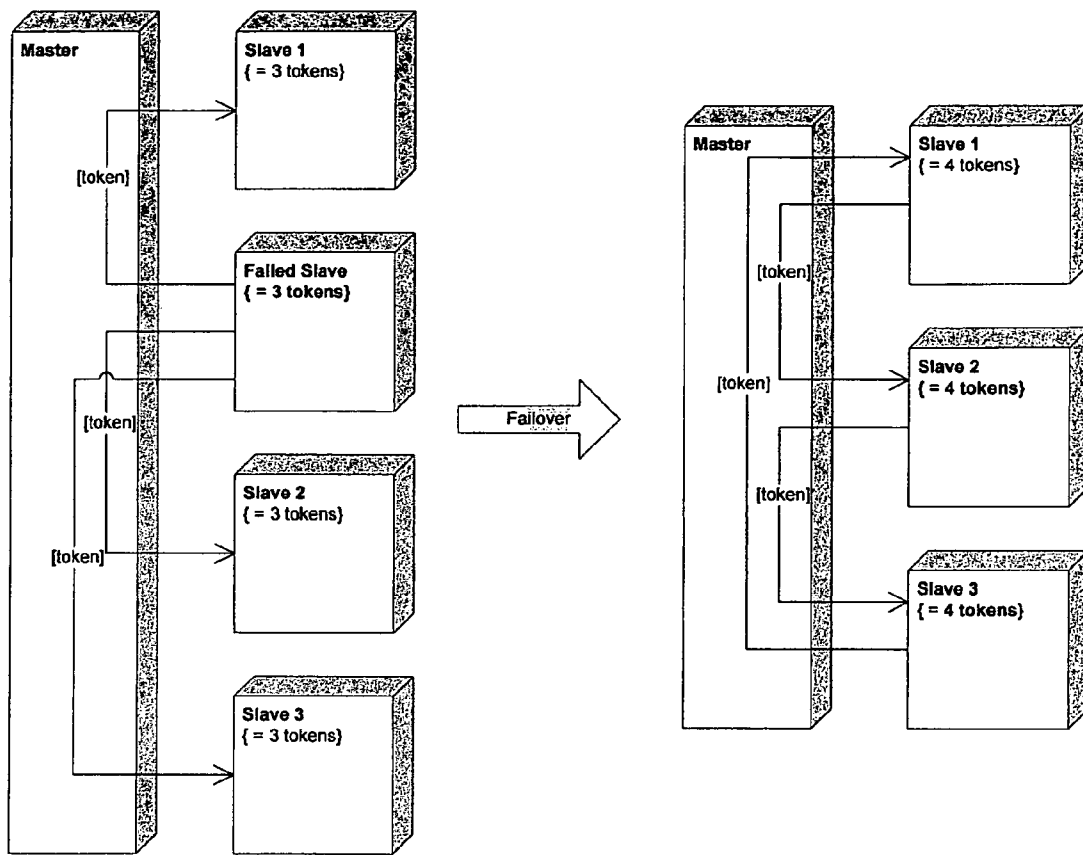 Master
Slave 1
{ = 3 tokens}
[token]
Failed Slave
{ = 3 tokens}
[token]
[token]
Slave 2
{ = 3 tokens}
Slave 3
{ = 3 tokens}
Failover
Master
Slave 1
{ = 4 tokens}
[token]
[token]
Slave 2
{ = 4 tokens}
[token]
Slave 3
{ = 4 tokens}